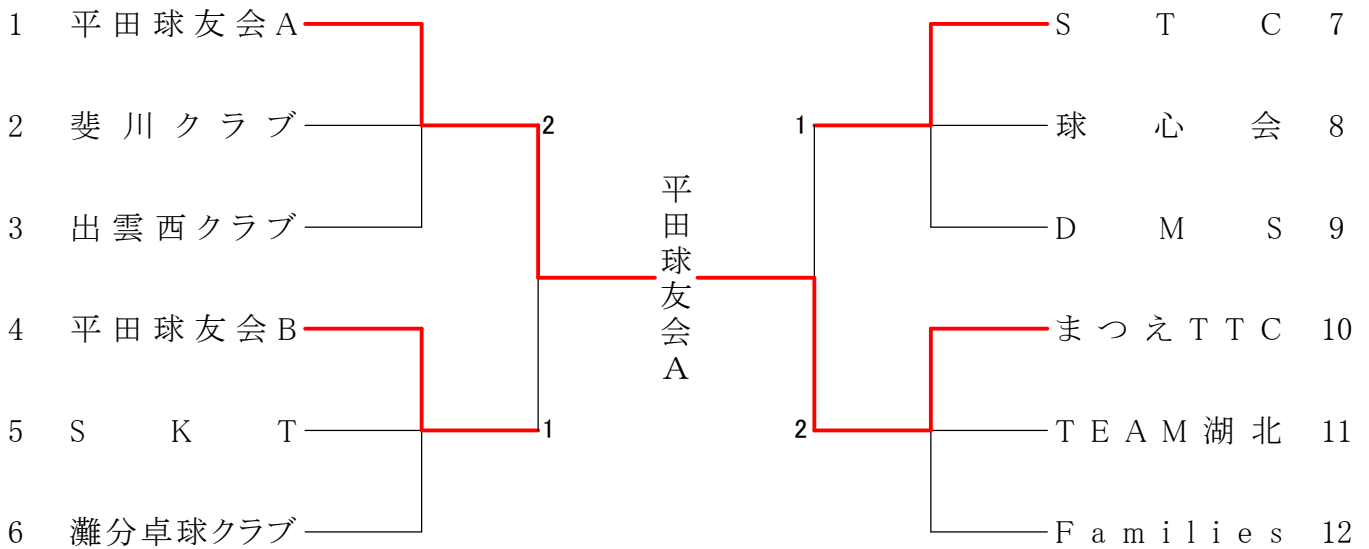 1 平田球友会A
2 斐川クラブ
3 出雲西クラブ
4 平田球友会B
5 SKT
6 灘分卓球クラブ
2
1
平田球友会A
1
2
STC 7
球心会 8
DMS 9
まつえTTC 10
TEAM湖北 11
Families 12